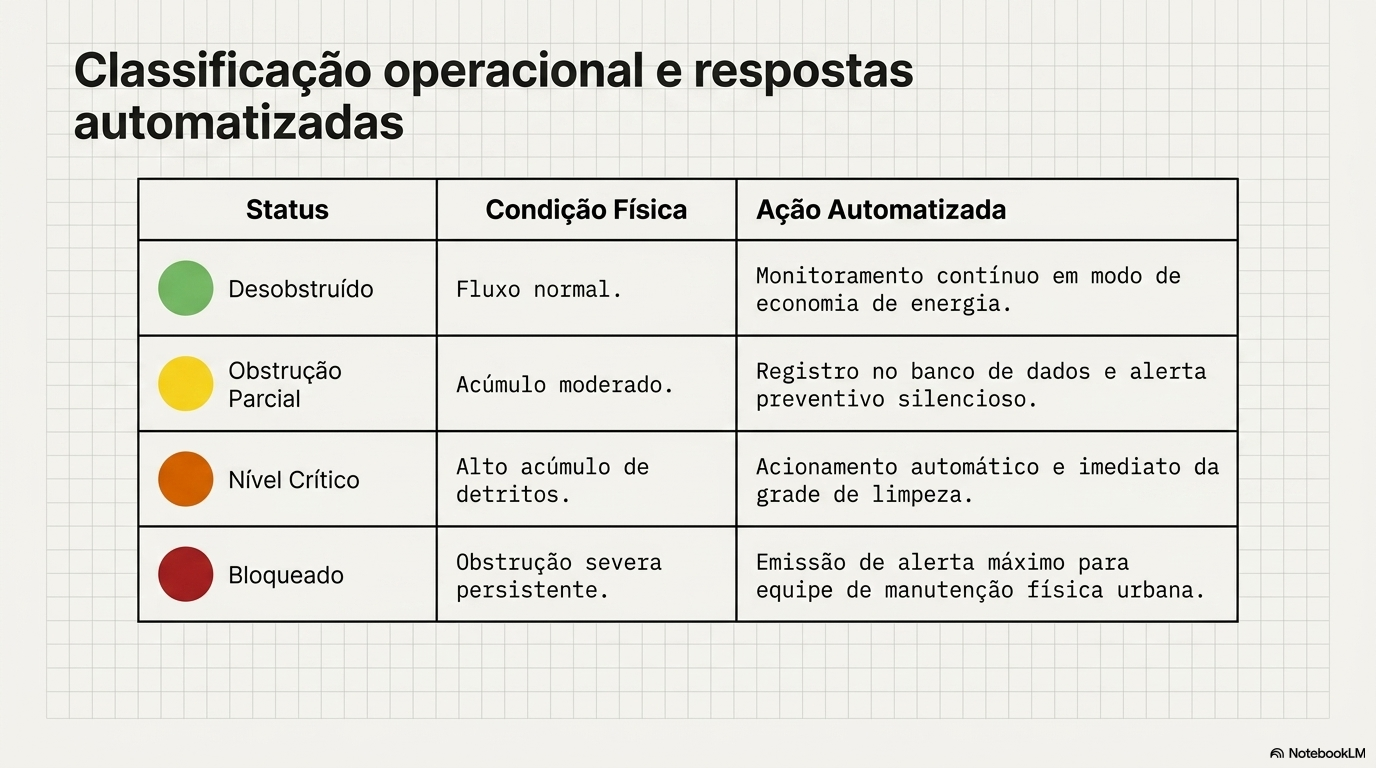 Classificação operacional e respostas
automatizadas
Status
Condição Física
Ação Automatizada
Desobstruído
Fluxo normal.
Monitoramento contínuo em modo de
economia de energia.
Obstrução
Parcial
Acúmulo moderado.
Registro no banco de dados e alerta
preventivo silencioso.
Nível Crítico
Alto acúmulo de
detritos.
Acionamento automático e imediato da
grade de limpeza.
Bloqueado
Obstrução severa
persistente.
Emissão de alerta máximo para
equipe de manutenção física urbana.
NotebookLM